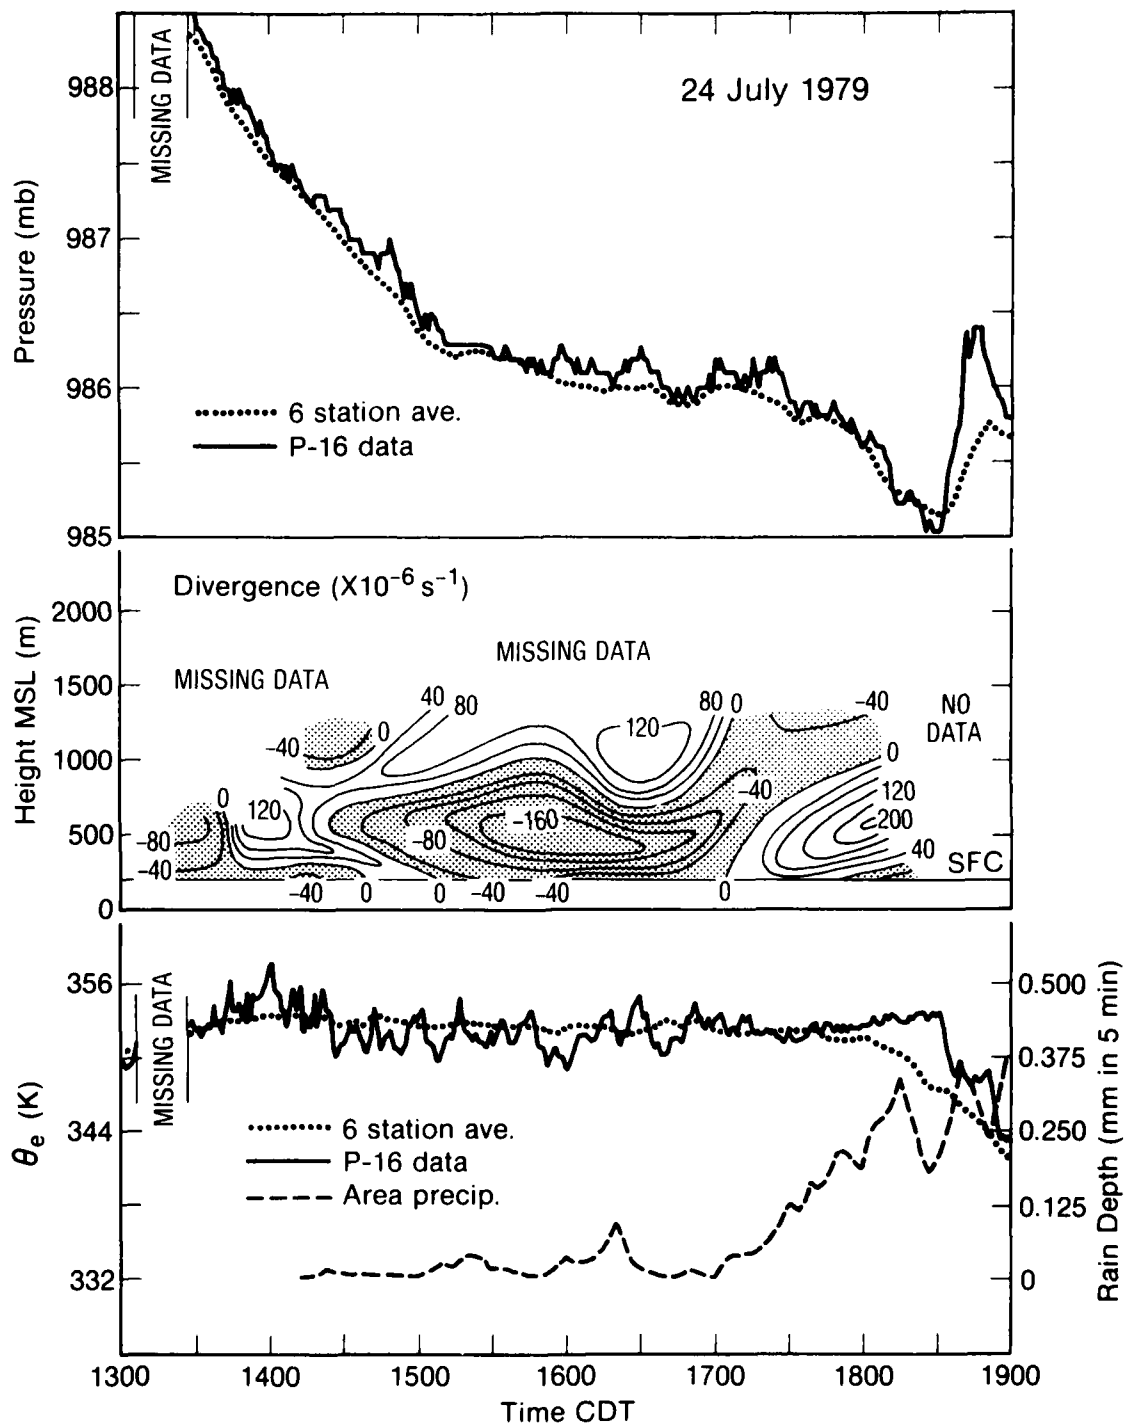 24 July 1979
MISSING DATA
Pressure (mb)
988
987
986
985
6 station ave.
P-16 data
Divergence (X10⁻⁶ s⁻¹)
Height MSL (m)
2000
1500
1000
500
0
MISSING DATA
MISSING DATA
NO
DATA
40
80
80
0
-40
-40
0
120
0
0
120
-40
120
-80
-160
200
-80
-40
40
SFC
-40
0
0
-40
-40
0
MISSING DATA
θe (K)
356
344
332
0.500
0.375
0.250
0.125
0
Rain Depth (mm in 5 min)
6 station ave.
P-16 data
Area precip.
1300
1400
1500
1600
1700
1800
1900
Time CDT